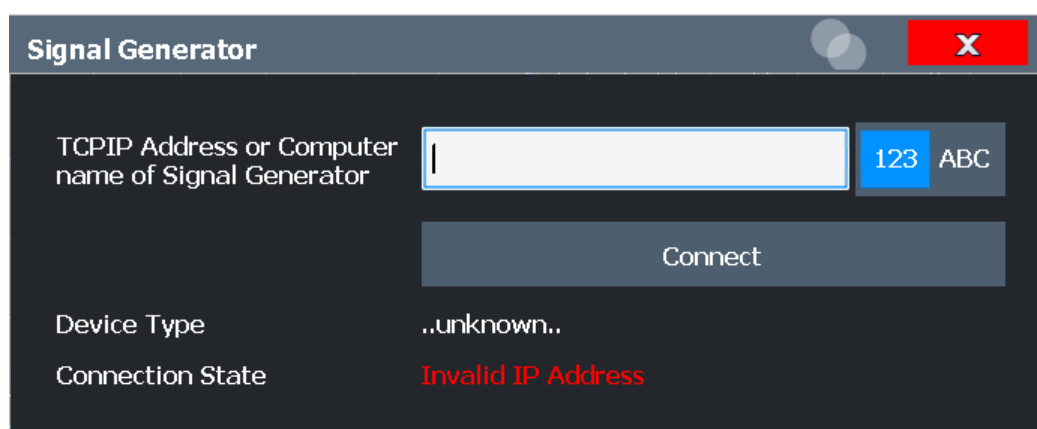 Signal Generator
X
TCPIP Address or Computer
name of Signal Generator
123 ABC
Connect
Device Type ..unknown..
Connection State Invalid IP Address